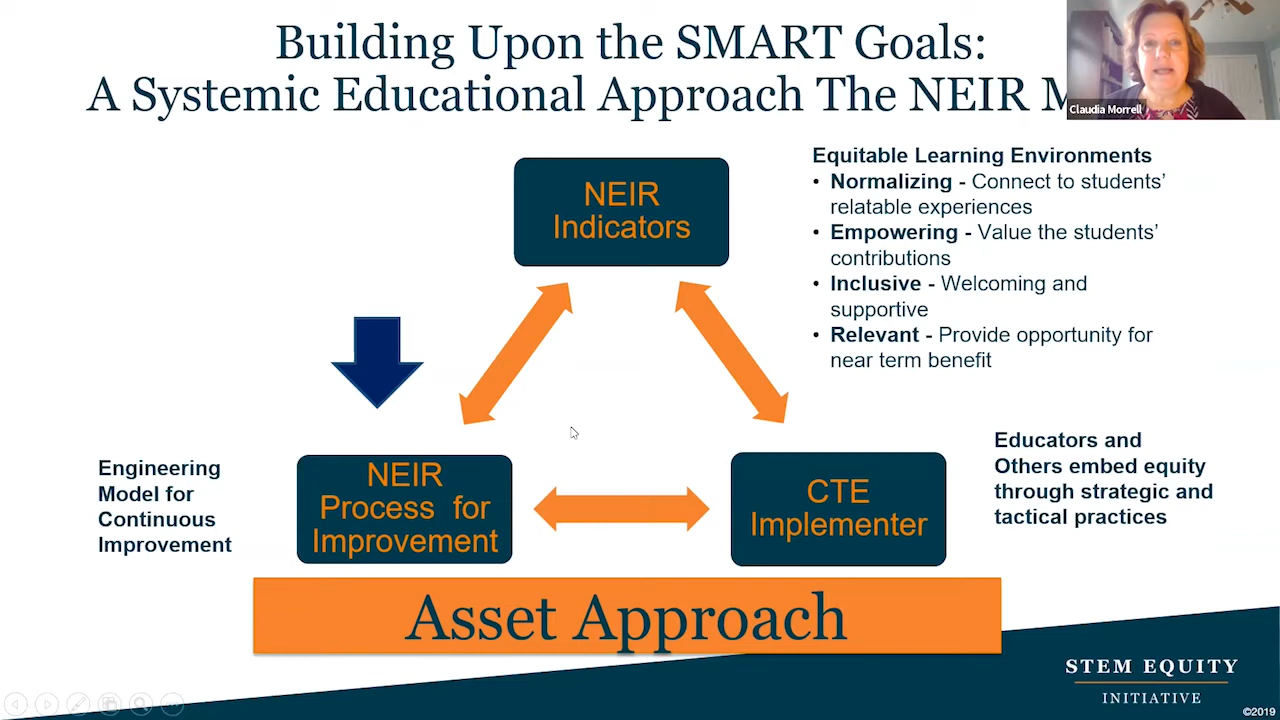 Building Upon the SMART Goals:
A Systemic Educational Approach The NEIR
Claudia Morrell
NEIR
Indicators
Equitable Learning Environments
• Normalizing - Connect to students’
relatable experiences
• Empowering - Value the students’
contributions
• Inclusive - Welcoming and
supportive
• Relevant - Provide opportunity for
near term benefit
Engineering
Model for
Continuous
Improvement
NEIR
Process for
Improvement
CTE
Implementer
Educators and
Others embed equity
through strategic and
tactical practices
Asset Approach
STEM EQUITY
INITIATIVE
©2019